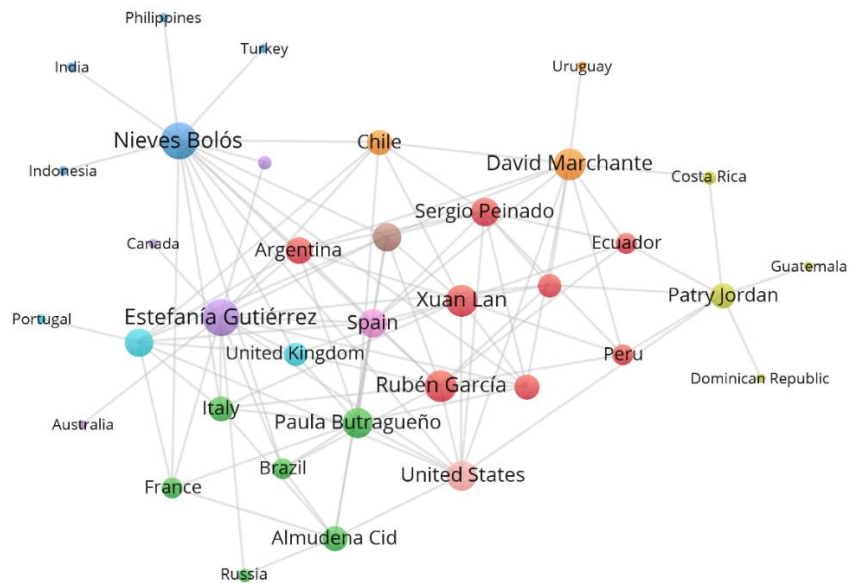 Philippines
Turkey
India
Uruguay
Nieves Bolós
Chile
David Marchante
Indonesia
Costa Rica
Sergio Peinado
Canada
Argentina
Ecuador
Guatemala
Xuan Lan
Patry Jordan
Portugal
Estefanía Gutiérrez
Spain
United Kingdom
Peru
Rubén García
Dominican Republic
Italy
Australia
Paula Butragueño
Brazil
United States
France
Almudena Cid
Russia